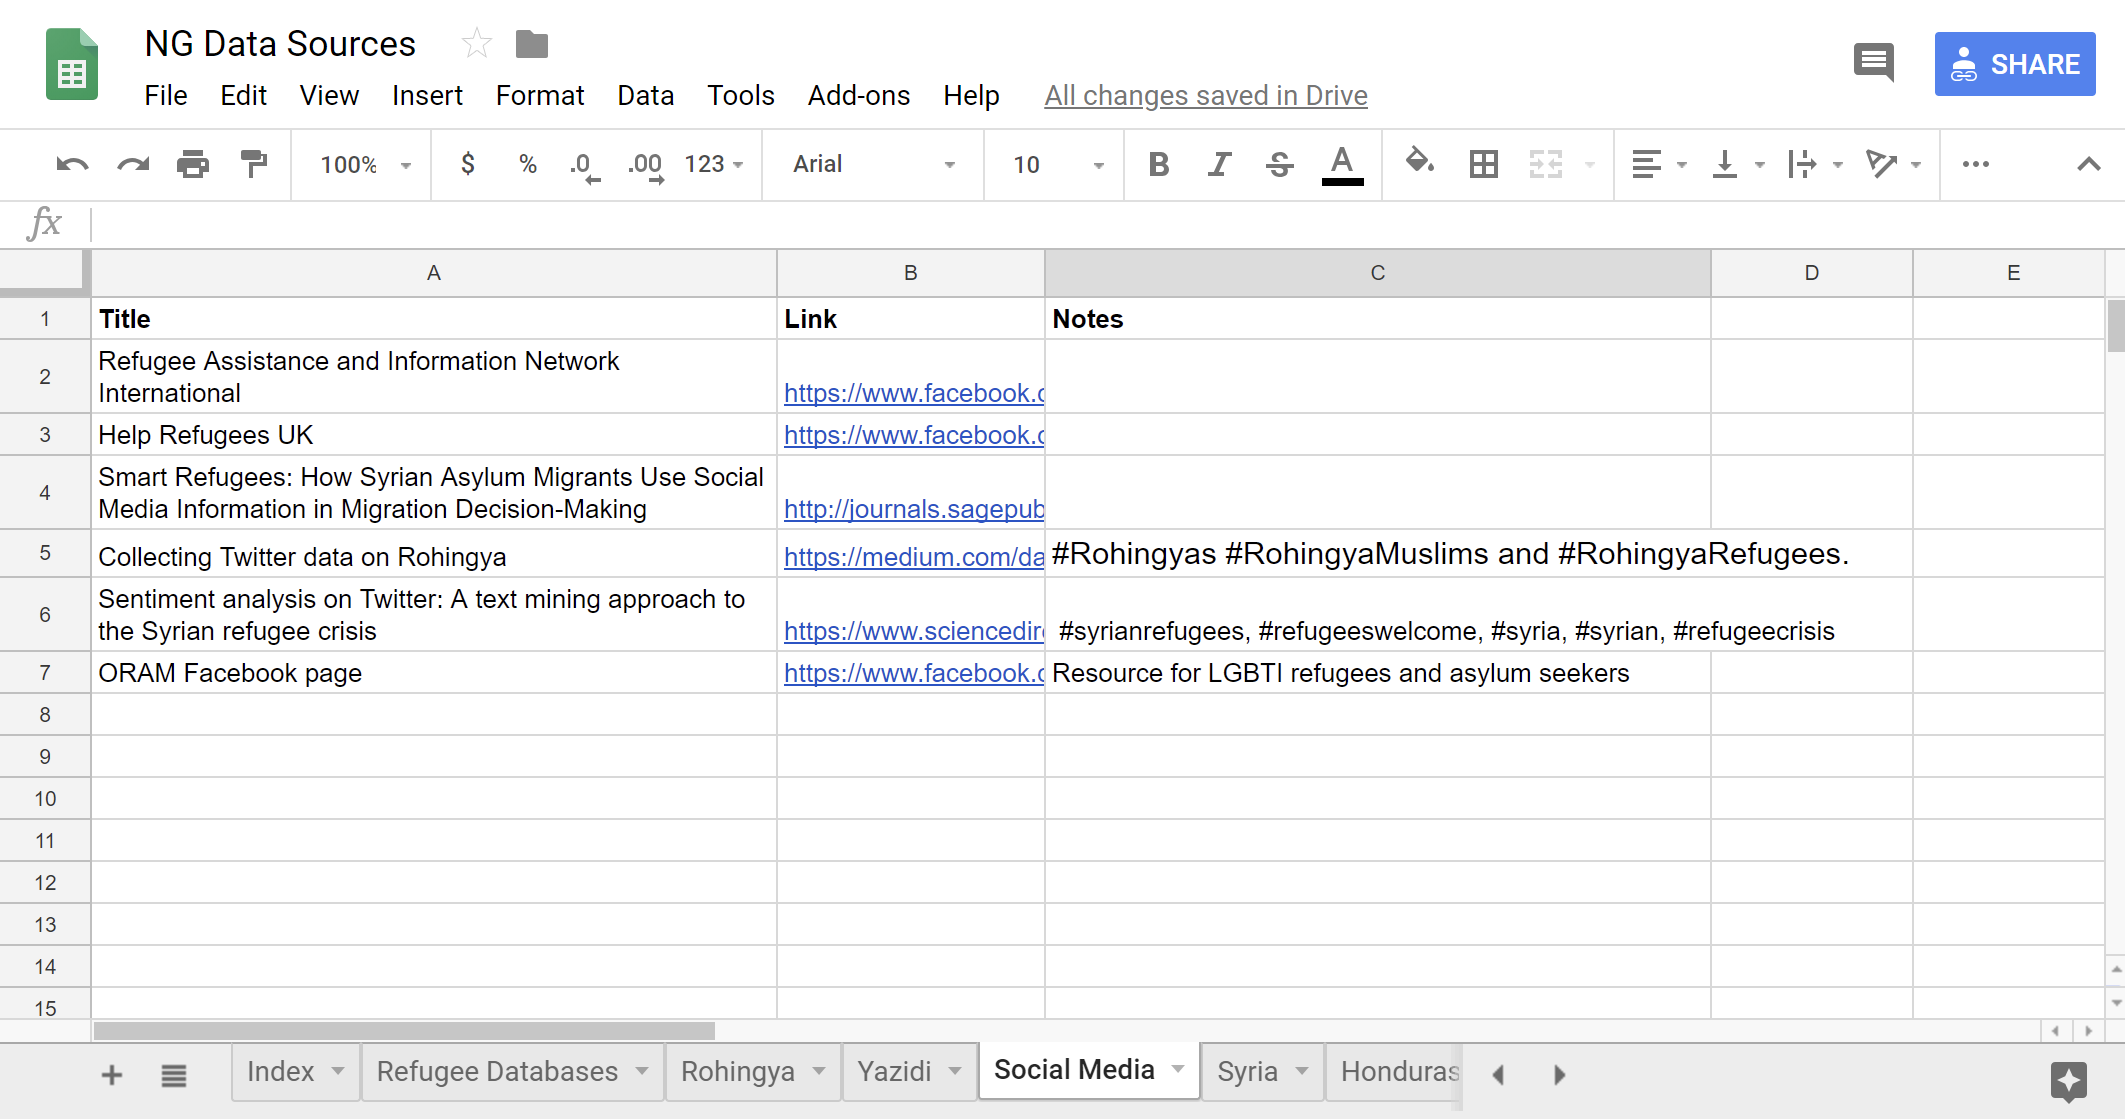 NG Data Sources
File Edit View Insert Format Data Tools Add-ons Help All changes saved in Drive
SHARE
100% $ % .0 .00 123 Arial 10 B I S A
fx
A B C D E
1 Title Link Notes
2 Refugee Assistance and Information Network
International https://www.facebook.c
3 Help Refugees UK https://www.facebook.c
4 Smart Refugees: How Syrian Asylum Migrants Use Social
Media Information in Migration Decision-Making http://journals.sagepub
5 Collecting Twitter data on Rohingya https://medium.com/da #Rohingyas #RohingyaMuslims and #RohingyaRefugees.
6 Sentiment analysis on Twitter: A text mining approach to
the Syrian refugee crisis https://www.sciencedire #syrianrefugees, #refugeeswelcome, #syria, #syrian, #refugeecrisis
7 ORAM Facebook page https://www.facebook.c Resource for LGBTI refugees and asylum seekers
8
9
10
11
12
13
14
15
+ Index Refugee Databases Rohingya Yazidi Social Media Syria Honduras